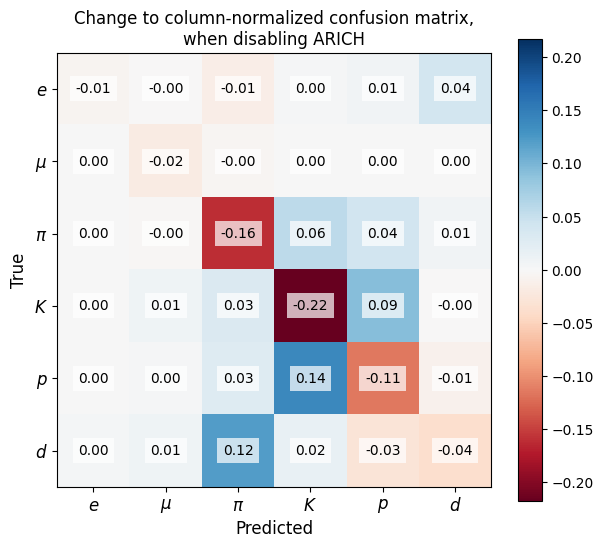 Change to column-normalized confusion matrix,
when disabling ARICH
e -0.01 -0.00 -0.01 0.00 0.01 0.04
μ 0.00 -0.02 -0.00 0.00 0.00 0.00
π 0.00 -0.00 -0.16 0.06 0.04 0.01
K 0.00 0.01 0.03 -0.22 0.09 -0.00
p 0.00 0.00 0.03 0.14 -0.11 -0.01
d 0.00 0.01 0.12 0.02 -0.03 -0.04
e μ π K p d
Predicted
True
0.20
0.15
0.10
0.05
0.00
−0.05
−0.10
−0.15
−0.20